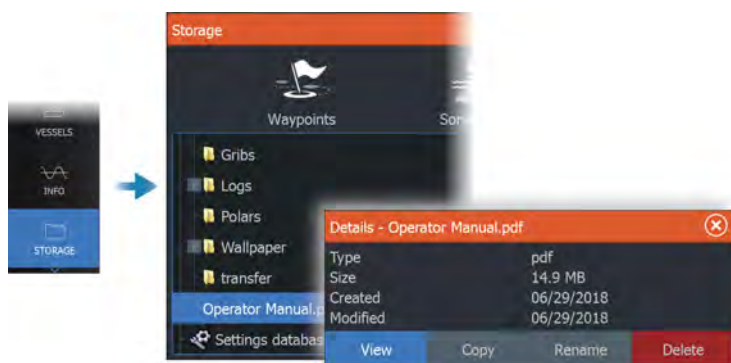 VESSELS
INFO
STORAGE
Storage
Waypoints
Gribs
Logs
Polars
Wallpaper
transfer
Operator Manual.p
Settings databas
Details - Operator Manual.pdf
Type pdf
Size 14.9 MB
Created 06/29/2018
Modified 06/29/2018
View Copy Rename Delete